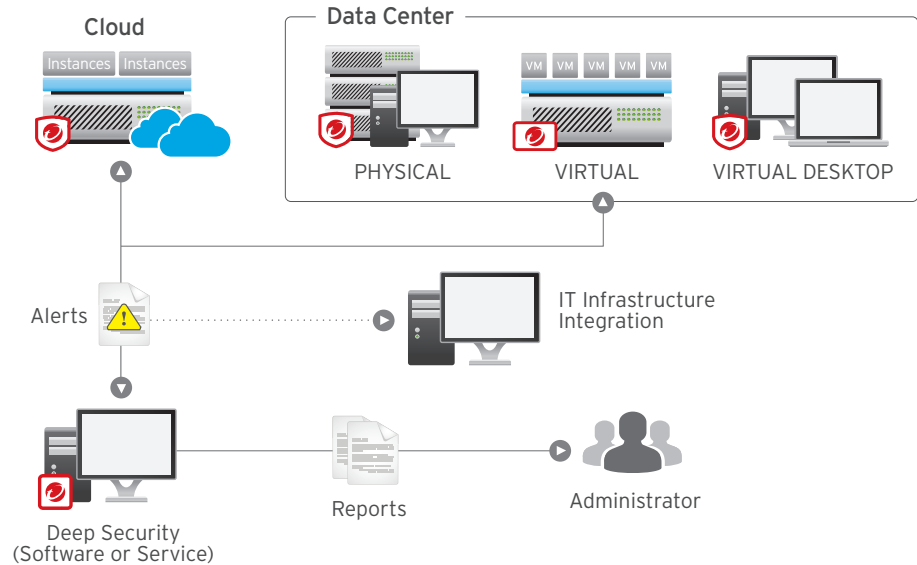 Cloud
Instances Instances
Data Center
VM VM VM VM VM
PHYSICAL
VIRTUAL
VIRTUAL DESKTOP
Alerts
IT Infrastructure
Integration
Deep Security
(Software or Service)
Reports
Administrator